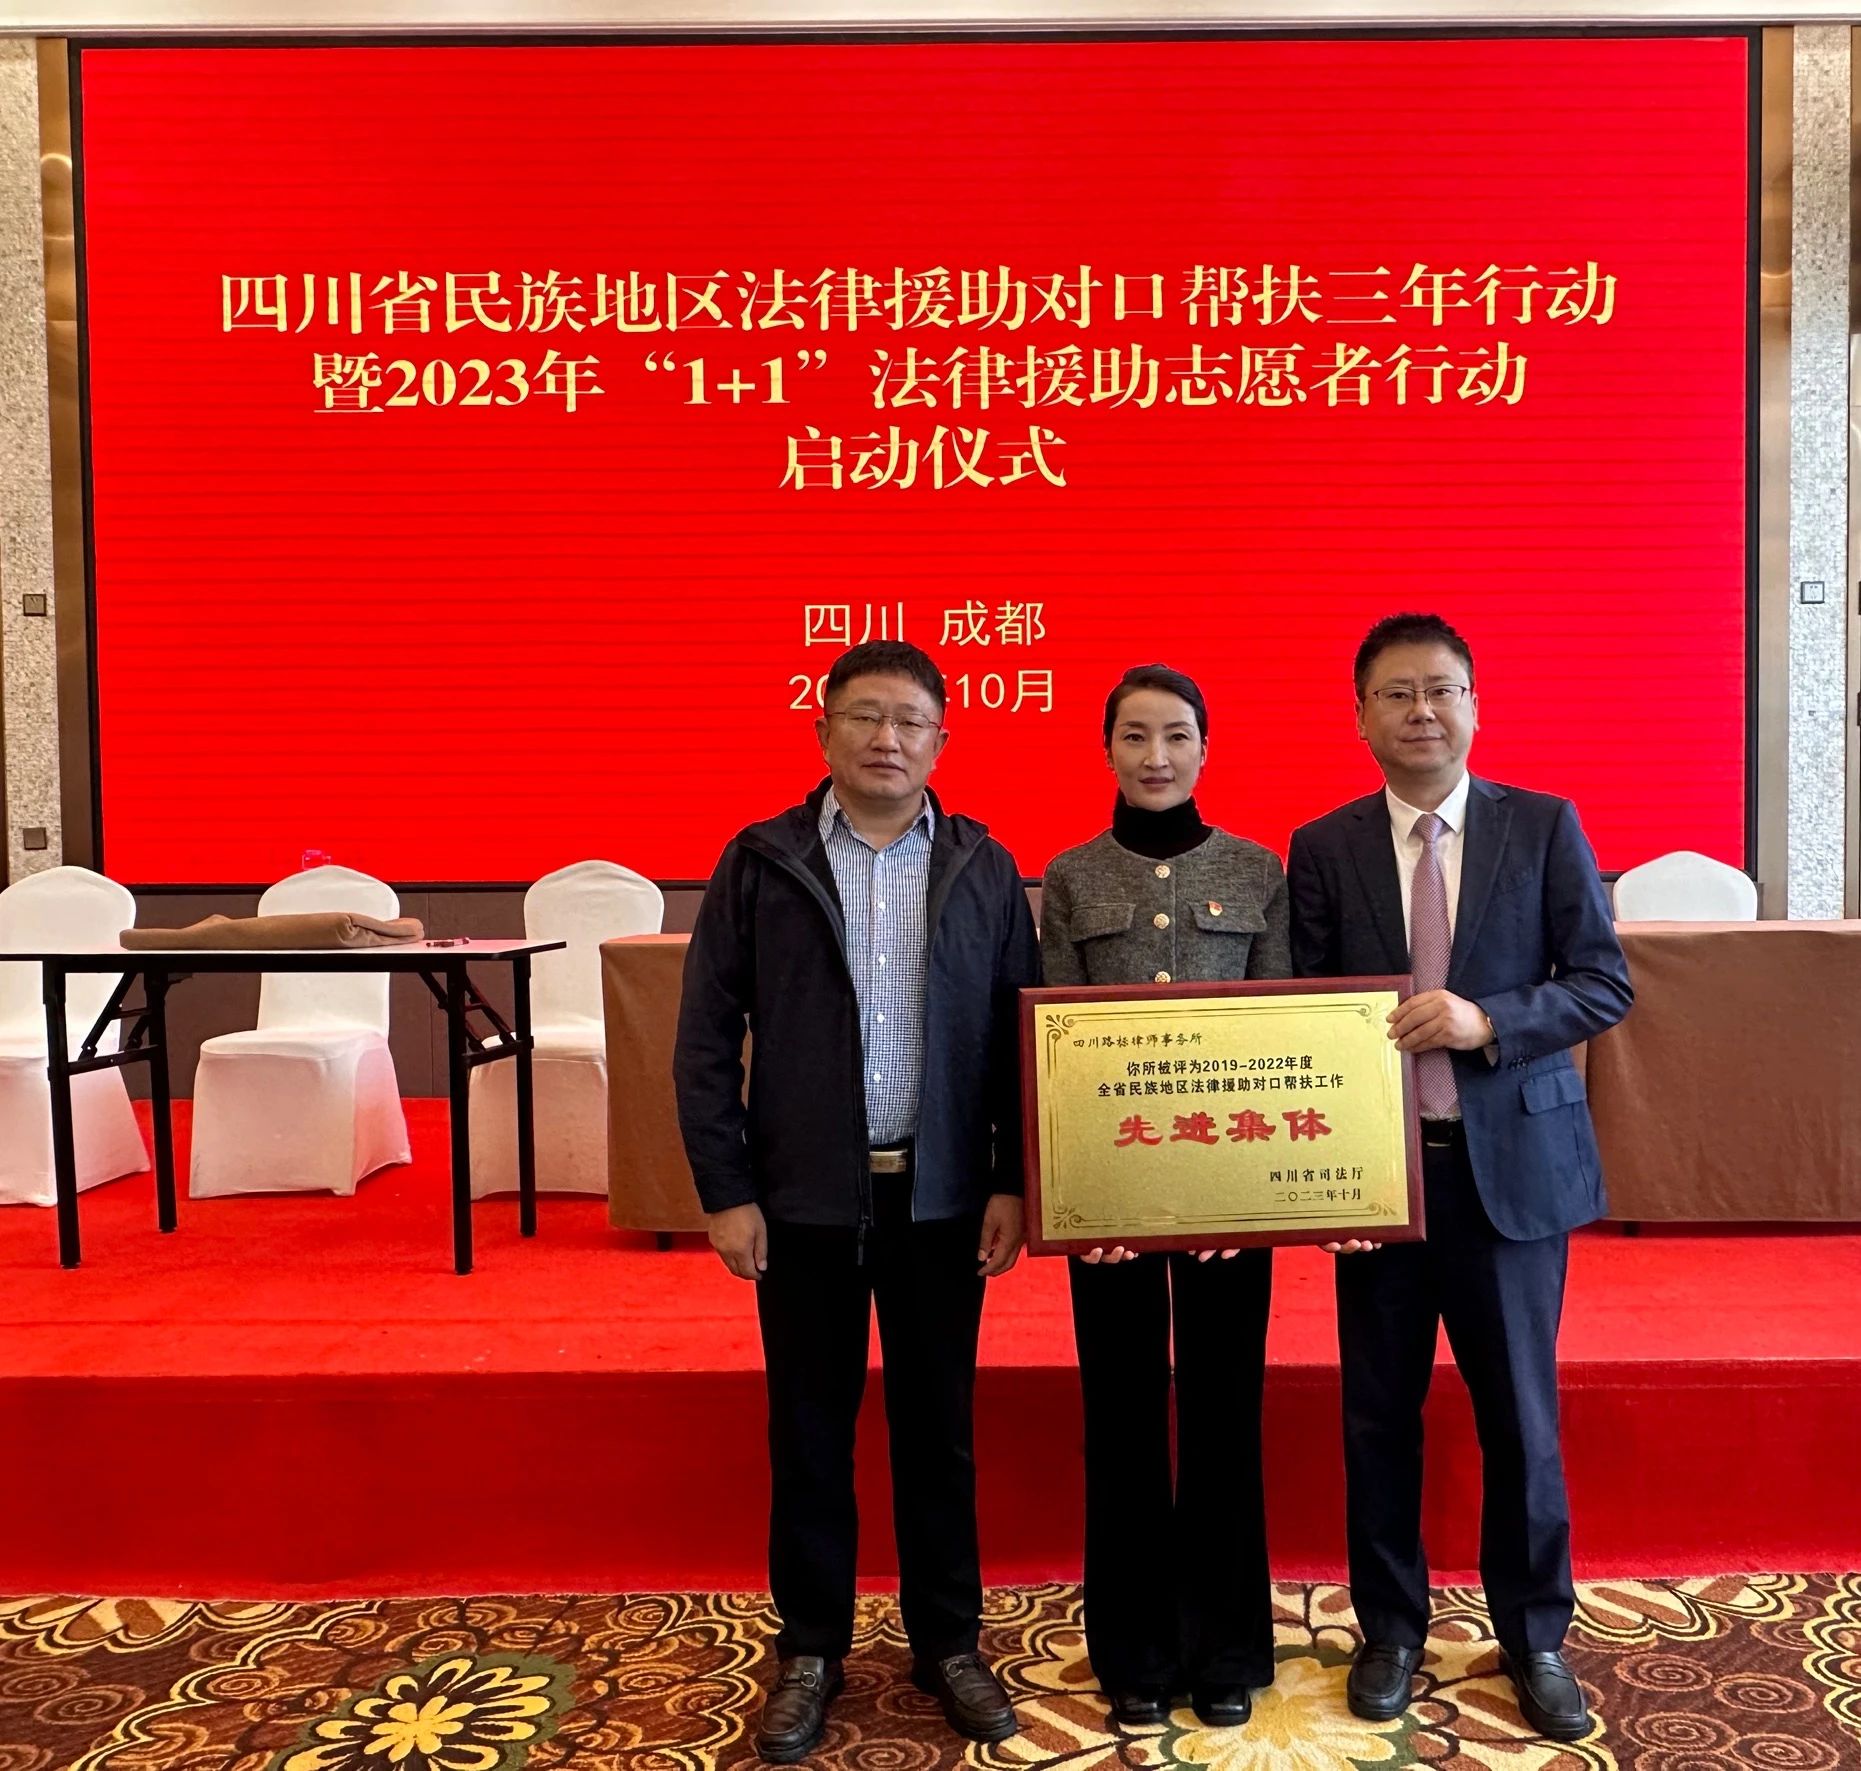 四川省民族地区法律援助对口帮扶三年行动
暨2023年“1+1”法律援助志愿者行动
启动仪式
四川 成都
20 年10月
四川路标律师事务所
你所被评为2019-2022年度
全省民族地区法律援助对口帮扶工作
先进集体
四川省司法厅
二〇二三年十月